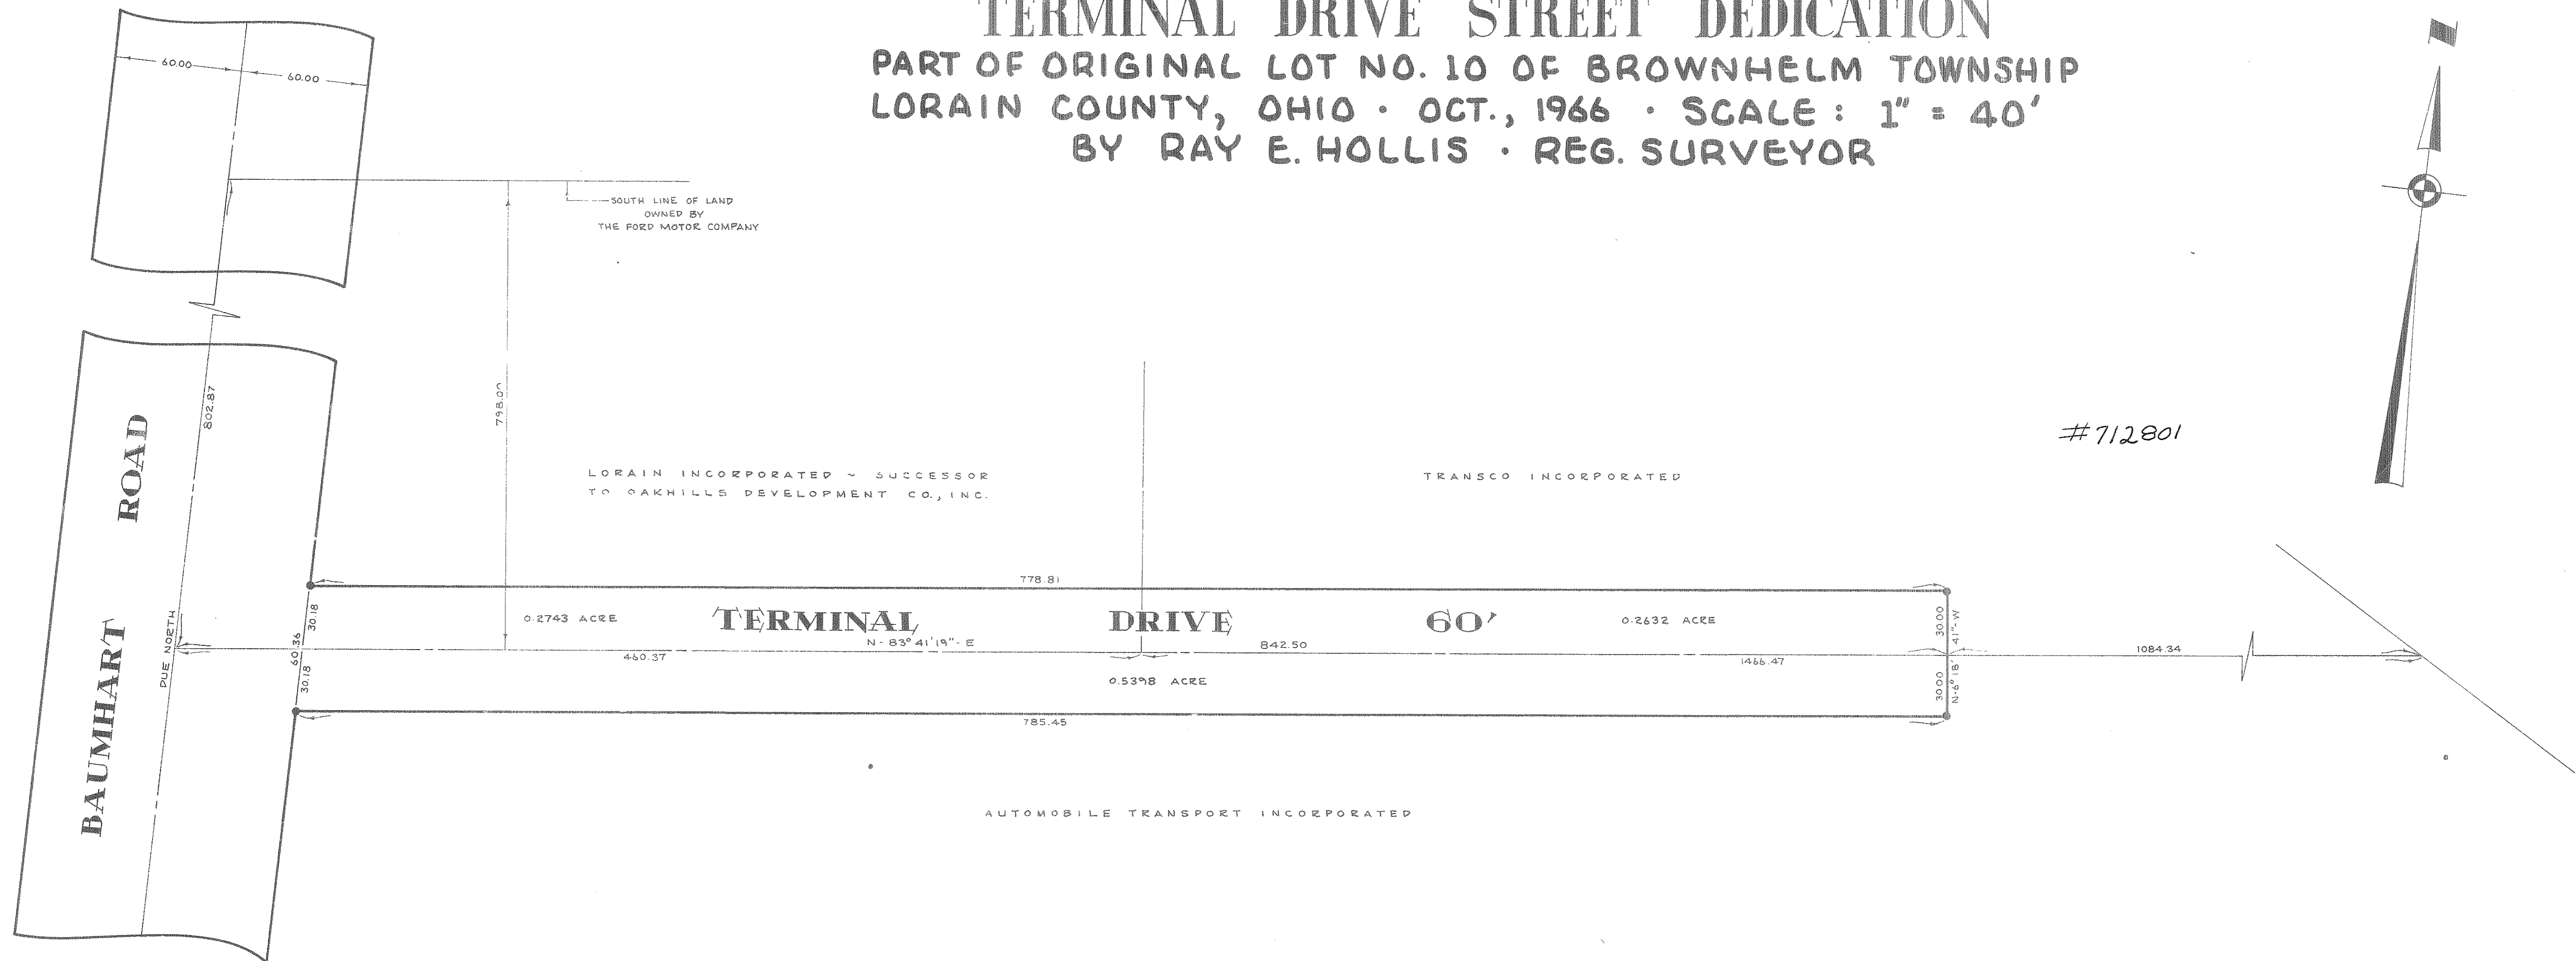 TERMINAL DRIVE STREET DEDICATION
PART OF ORIGINAL LOT NO. 10 OF BROWNHELM TOWNSHIP
LORAIN COUNTY, OHIO · OCT., 1966 · SCALE : 1" = 40'
BY RAY E. HOLLIS · REG. SURVEYOR
N
60.00
60.00
SOUTH LINE OF LAND
OWNED BY
THE FORD MOTOR COMPANY
802.87
798.00
BAUMHART ROAD
DUE NORTH
#712801
LORAIN INCORPORATED ~ SUCCESSOR
TO OAKHILLS DEVELOPMENT CO., INC.
TRANSCO INCORPORATED
778.81
30.18
60.36
30.18
0.2743 ACRE
TERMINAL DRIVE 60'
0.2632 ACRE
N-83°41'19"-E
460.37
842.50
1466.47
30.00
30.00
N-6°18'41"-W
1084.34
0.5398 ACRE
785.45
AUTOMOBILE TRANSPORT INCORPORATED